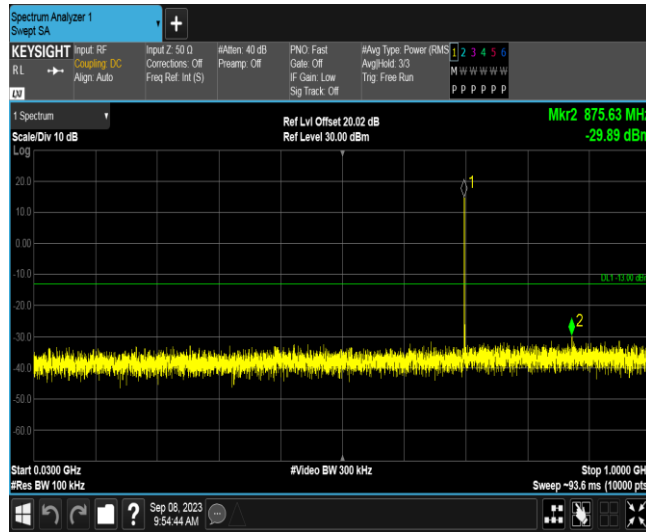 Spectrum Analyzer 1
Swept SA
+
KEYSIGHT Input: RF Input Z: 50 Ω #Atten: 40 dB PNO: Fast #Avg Type: Power (RMS 1 2 3 4 5 6
RL Coupling: DC Corrections: Off Preamp: Off Gate: Off Avg|Hold: 3/3 M W W W W W
Align: Auto Freq Ref: Int (S) IF Gain: Low Trig: Free Run
Sig Track: Off P P P P P P
LXI
1 Spectrum Ref Lvl Offset 20.02 dB Mkr2 875.63 MHz
Scale/Div 10 dB Ref Level 30.00 dBm -29.89 dBm
Log
1
20.0
10.0
0.00
-10.0
DL1 -13.00 dBm
-20.0
2
-30.0
-40.0
-50.0
-60.0
Start 0.0300 GHz #Video BW 300 kHz Stop 1.0000 GHz
#Res BW 100 kHz Sweep ~93.6 ms (10000 pts)
? Sep 08, 2023
9:54:44 AM